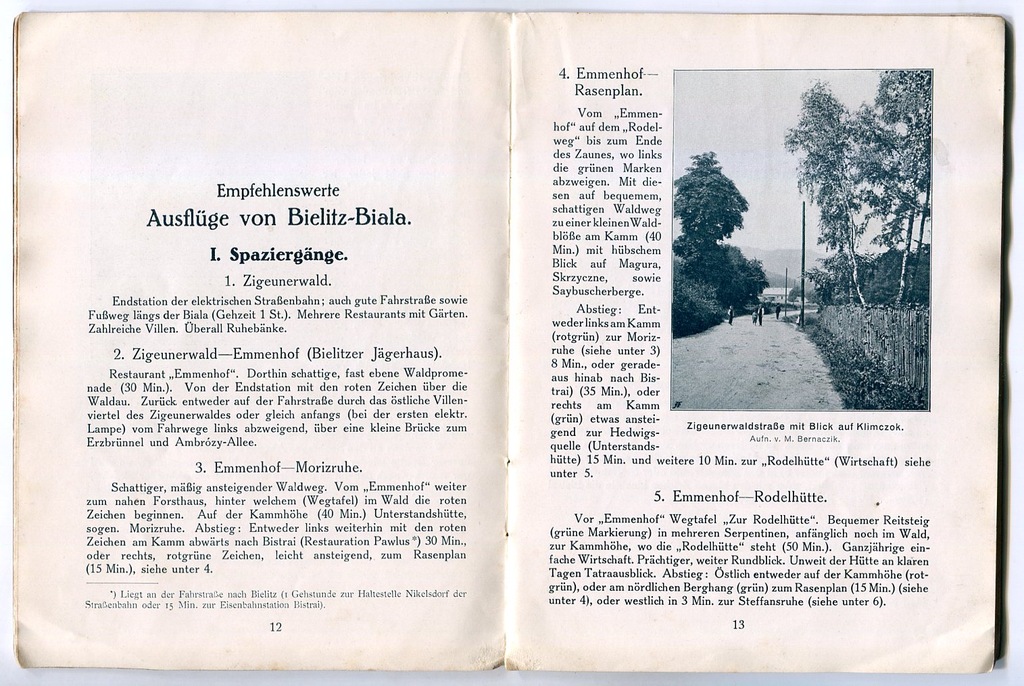 Empfehlenswerte
Ausflüge von Bielitz-Biala.
I. Spaziergänge.
1. Zigeunerwald.
Endstation der elektrischen Straßenbahn; auch gute Fahrstraße sowie
Fußweg längs der Biala (Gehzeit 1 St.). Mehrere Restaurants mit Gärten.
Zahlreiche Villen. Überall Ruhebänke.
2. Zigeunerwald—Emmenhof (Bielitzer Jägerhaus).
Restaurant „Emmenhof“. Dorthin schattige, fast ebene Waldprome-
nade (30 Min.). Von der Endstation mit den roten Zeichen über die
Waldau. Zurück entweder auf der Fahrstraße durch das östliche Villen-
viertel des Zigeunerwaldes oder gleich anfangs (bei der ersten elektr.
Lampe) vom Fahrwege links abzweigend, über eine kleine Brücke zum
Erzbrünnel und Ambrózy-Allee.
3. Emmenhof—Morizruhe.
Schattiger, mäßig ansteigender Waldweg. Vom „Emmenhof“ weiter
zum nahen Forsthaus, hinter welchem (Wegtafel) im Wald die roten
Zeichen beginnen. Auf der Kammhöhe (40 Min.) Unterstandshütte,
sogen. Morizruhe. Abstieg: Entweder links weiterhin mit den roten
Zeichen am Kamm abwärts nach Bistrai (Restauration Pawlus*) 30 Min.,
oder rechts, rotgrüne Zeichen, leicht ansteigend, zum Rasenplan
(15 Min.), siehe unter 4.
*) Liegt an der Fahrstraße nach Bielitz (1 Gehstunde zur Haltestelle Nikelsdorf der
Straßenbahn oder 15 Min. zur Eisenbahnstation Bistrai).
12
4. Emmenhof—
Rasenplan.
Vom „Emmen-
hof“ auf dem „Rodel-
weg“ bis zum Ende
des Zaunes, wo links
die grünen Marken
abzweigen. Mit die-
sen auf bequemem,
schattigen Waldweg
zu einer kleinen Wald-
blöße am Kamm (40
Min.) mit hübschem
Blick auf Magura,
Skrzyczne, sowie
Saybuscherberge.
Abstieg: Ent-
weder links am Kamm
(rotgrün) zur Moriz-
ruhe (siehe unter 3)
8 Min., oder gerade-
aus hinab nach Bis-
trai) (35 Min.), oder
rechts am Kamm
(grün) etwas anstei-
gend zur Hedwigs-
quelle (Unterstands-
hütte) 15 Min. und weitere 10 Min. zur „Rodelhütte“ (Wirtschaft) siehe
unter 5.
Zigeunerwaldstraße mit Blick auf Klimczok.
Aufn. v. M. Bernaczik.
5. Emmenhof—Rodelhütte.
Vor „Emmenhof“ Wegtafel „Zur Rodelhütte“. Bequemer Reitsteig
(grüne Markierung) in mehreren Serpentinen, anfänglich noch im Wald,
zur Kammhöhe, wo die „Rodelhütte“ steht (50 Min.). Ganzjährige ein-
fache Wirtschaft. Prächtiger, weiter Rundblick. Unweit der Hütte an klaren
Tagen Tatraausblick. Abstieg: Östlich entweder auf der Kammhöhe (rot-
grün), oder am nördlichen Berghang (grün) zum Rasenplan (15 Min.) (siehe
unter 4), oder westlich in 3 Min. zur Steffansruhe (siehe unter 6).
13